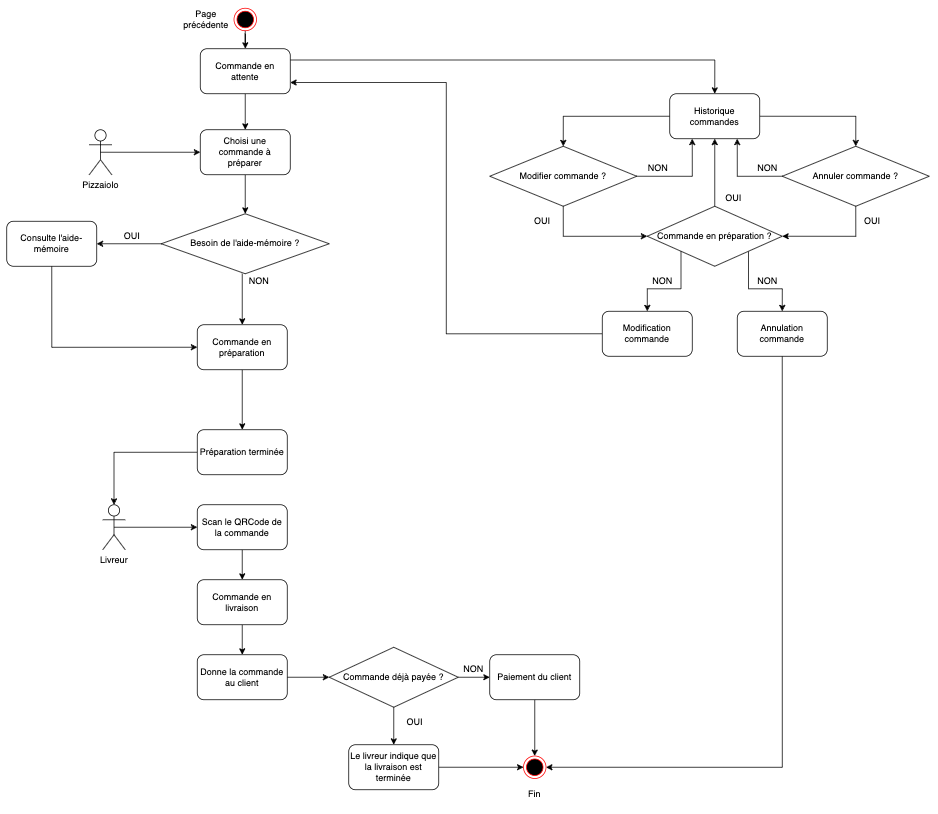 Page
précédente
Commande en
attente
Historique
commandes
Choisi une
commande à
préparer
Pizzaiolo
Modifier commande ?
NON
NON
Annuler commande ?
OUI
OUI
OUI
Commande en préparation ?
Consulte l'aide-
mémoire
OUI
Besoin de l'aide-mémoire ?
NON
NON
NON
Commande en
préparation
Modification
commande
Annulation
commande
Préparation terminée
Livreur
Scan le QRCode de
la commande
Commande en
livraison
Donne la commande
au client
Commande déjà payée ?
NON
Paiement du client
OUI
Le livreur indique que
la livraison est
terminée
Fin